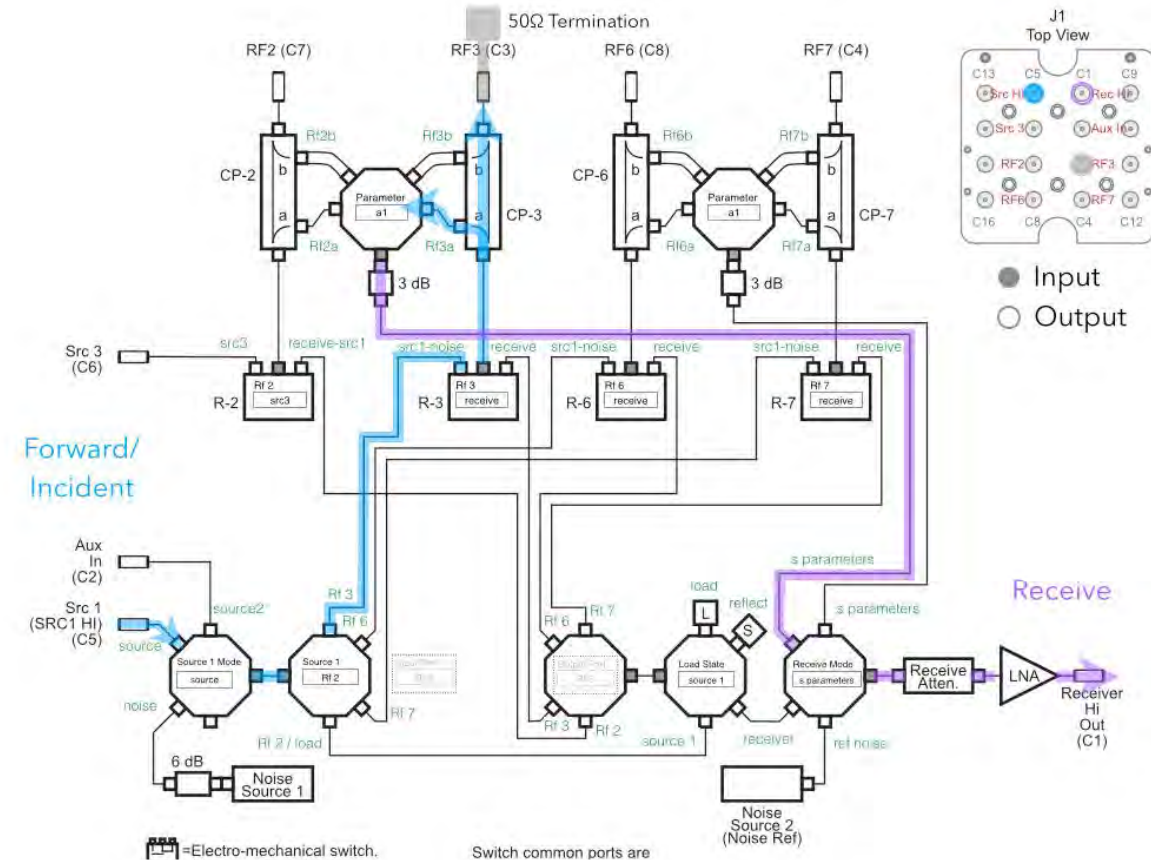 50Ω Termination
RF2 (C7)
RF3 (C3)
RF6 (C8)
RF7 (C4)
J1
Top View
C13
C5
C1
C9
Src Hi
Rec Hi
Src 3
Aux In
RF2
RF3
RF6
RF7
C16
C8
C4
C12
Input
Output
Rf2b
Rf3b
Rf6b
Rf7b
b
b
b
b
CP-2
Parameter
a1
CP-3
CP-6
Parameter
a1
CP-7
a
a
a
a
Rf2a
Rf3a
Rf6a
Rf7a
3 dB
3 dB
Src 3
(C6)
src3
receive-src1
src1-noise
receive
src1-noise
receive
src1-noise
receive
R-2
Rf 2
src3
R-3
Rf 3
receive
R-6
Rf 6
receive
R-7
Rf 7
receive
Forward/
Incident
Aux
In
(C2)
Src 1
(SRC1 HI)
(C5)
source
source2
Rf 3
Rf 6
Rf 6
Rf 7
load
reflect
L
S
s parameters
s parameters
Receive
Source 1 Mode
source
Source 1
Rf 2
Load State
source 1
Receive Mode
s parameters
Receive
Atten.
LNA
Receiver
Hi
Out
(C1)
noise
Rf 7
Rf 3
Rf 2
Rf 2 / load
source 1
receiver
ref noise
6 dB
Noise
Source 1
Noise
Source 2
(Noise Ref)
=Electro-mechanical switch.
Switch common ports are